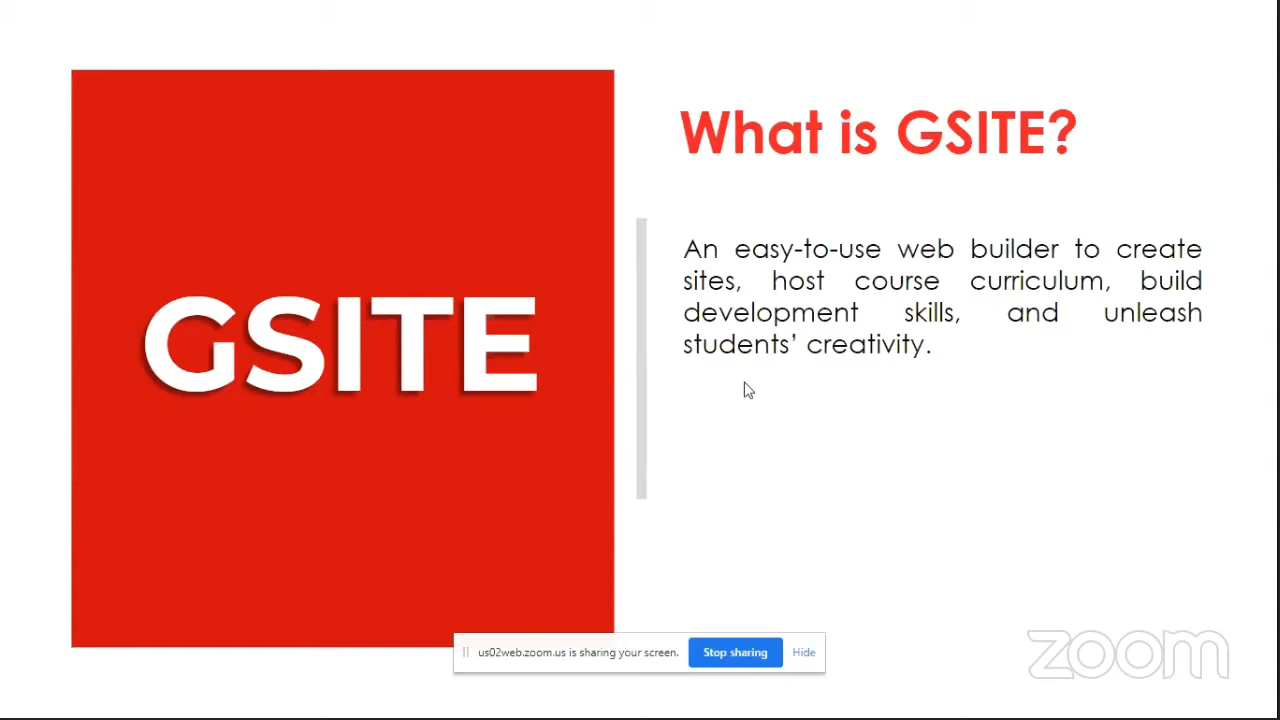 What is GSITE?
GSITE
An easy-to-use web builder to create
sites, host course curriculum, build
development skills, and unleash
students’ creativity.
us02web.zoom.us is sharing your screen. Stop sharing Hide
zoom